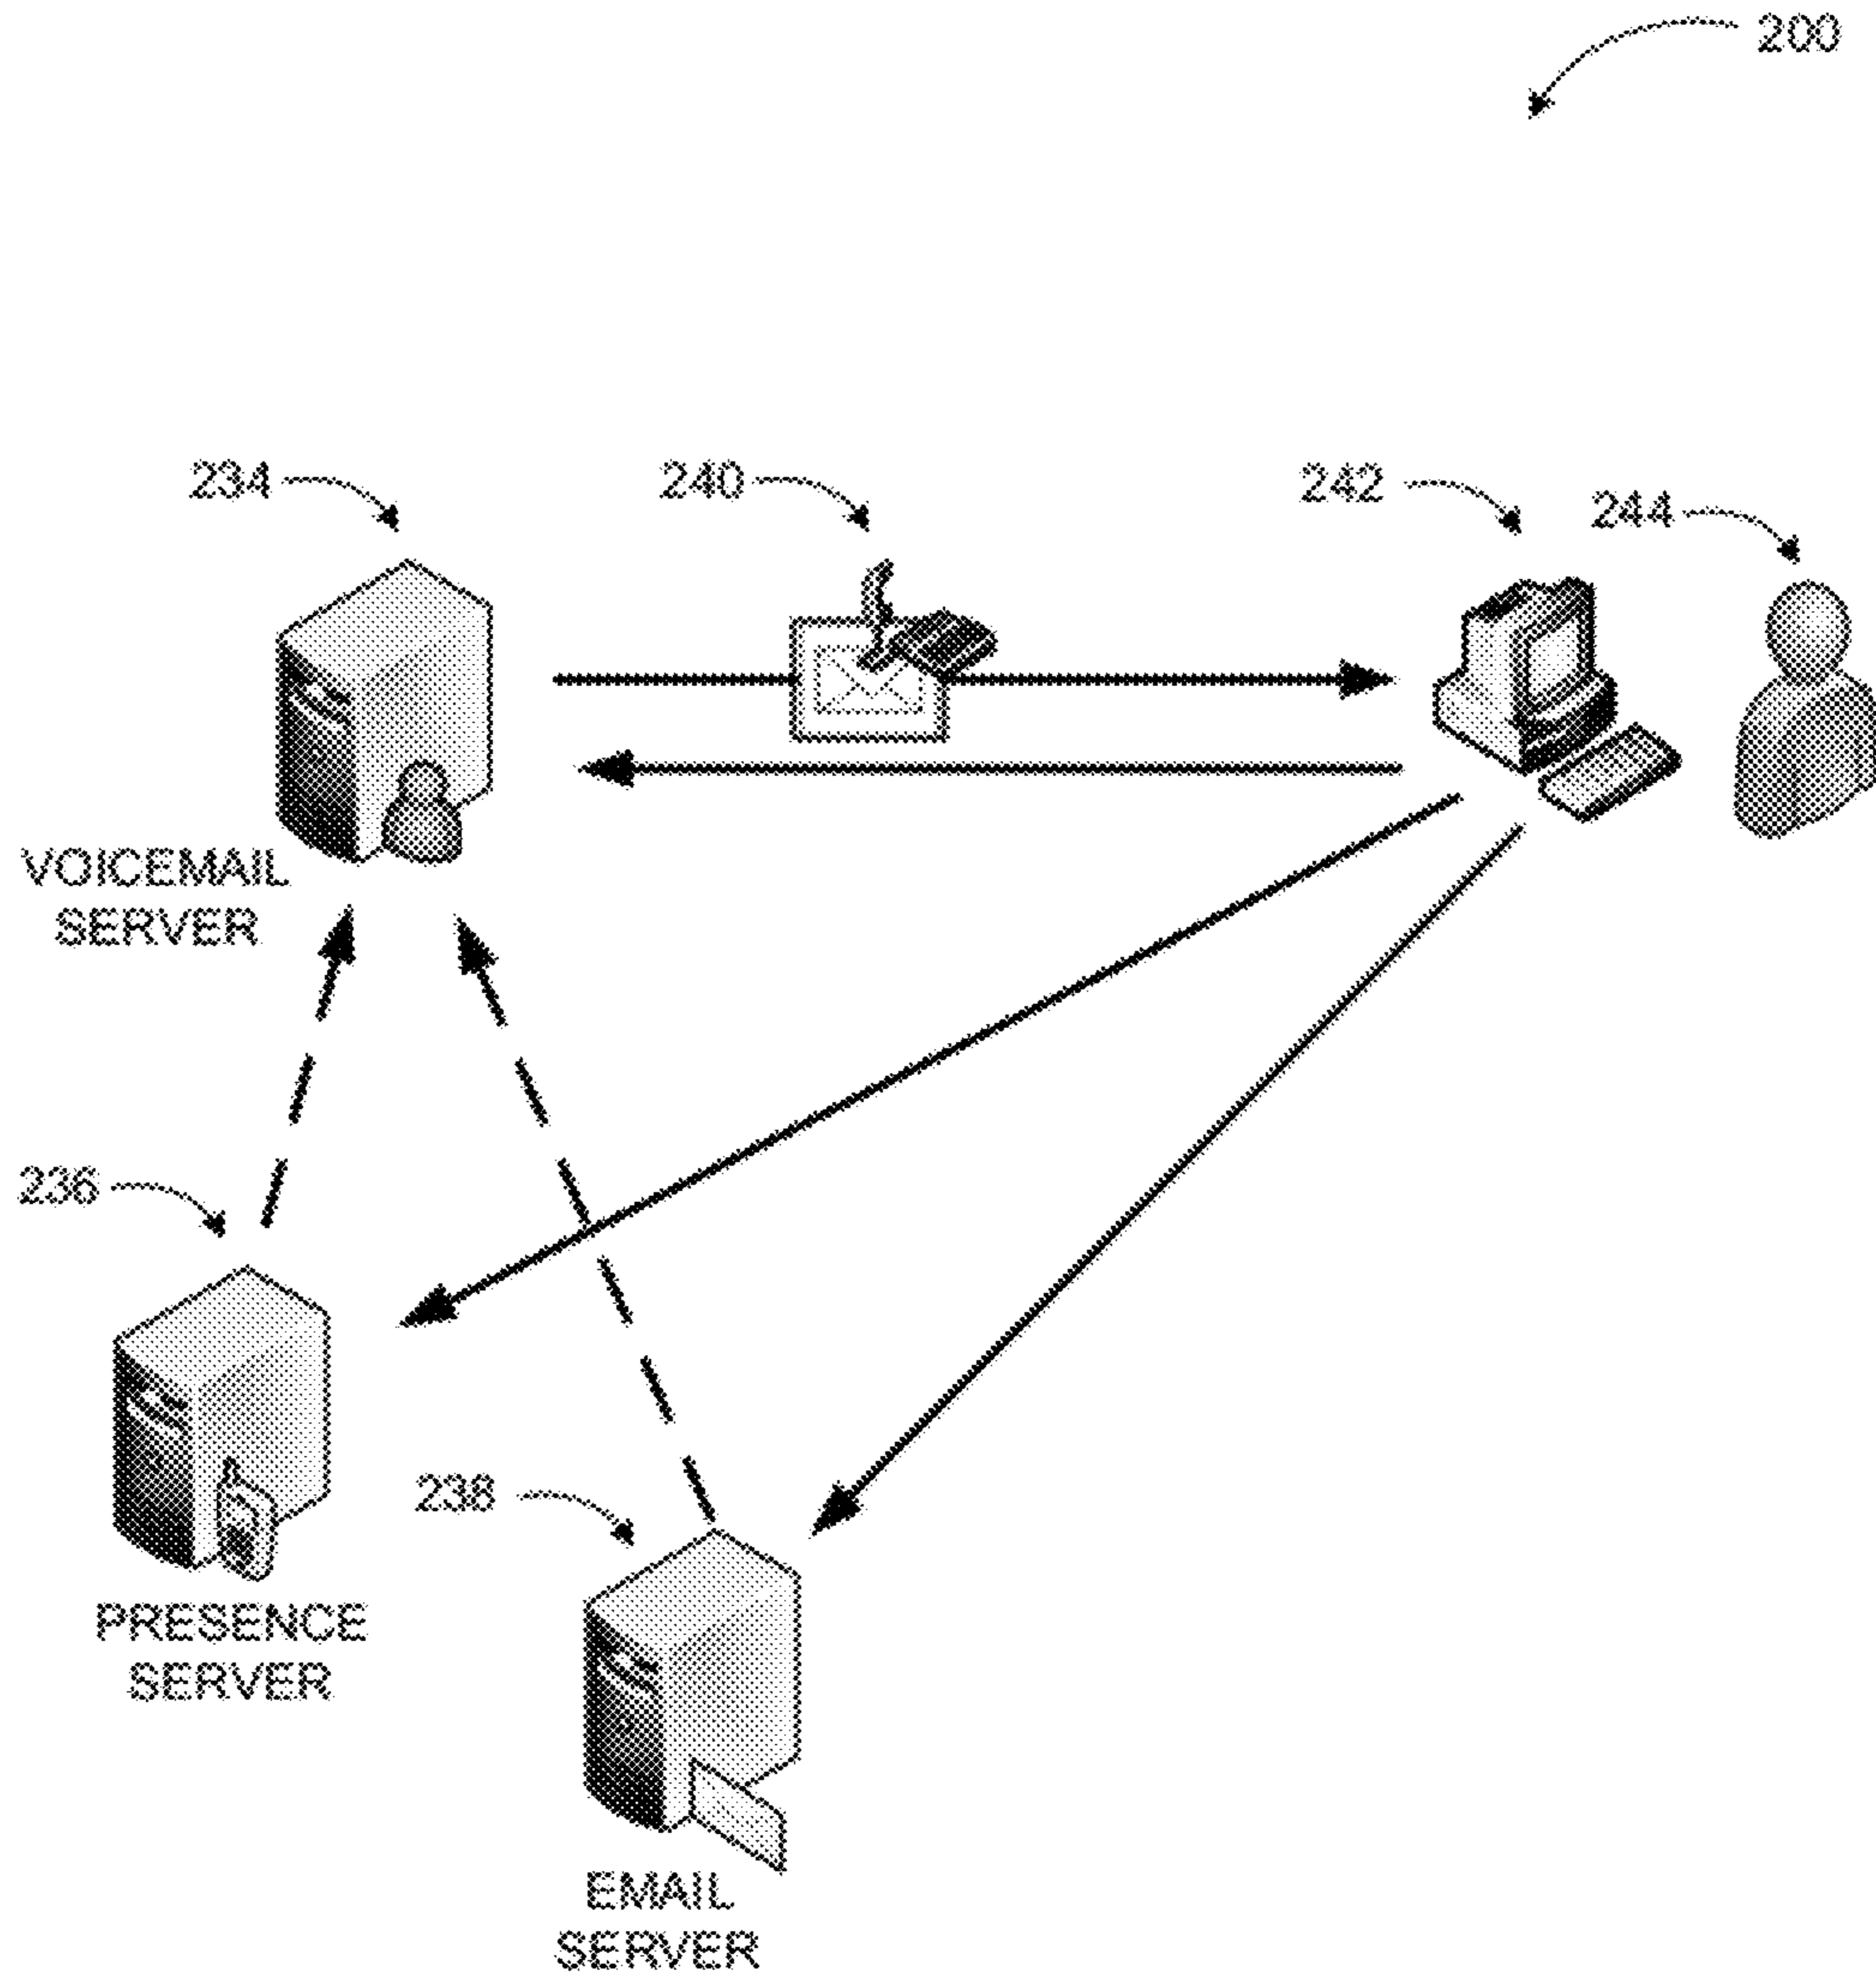 200
234
240
242
244
VOICEMAIL
SERVER
236
PRESENCE
SERVER
238
EMAIL
SERVER